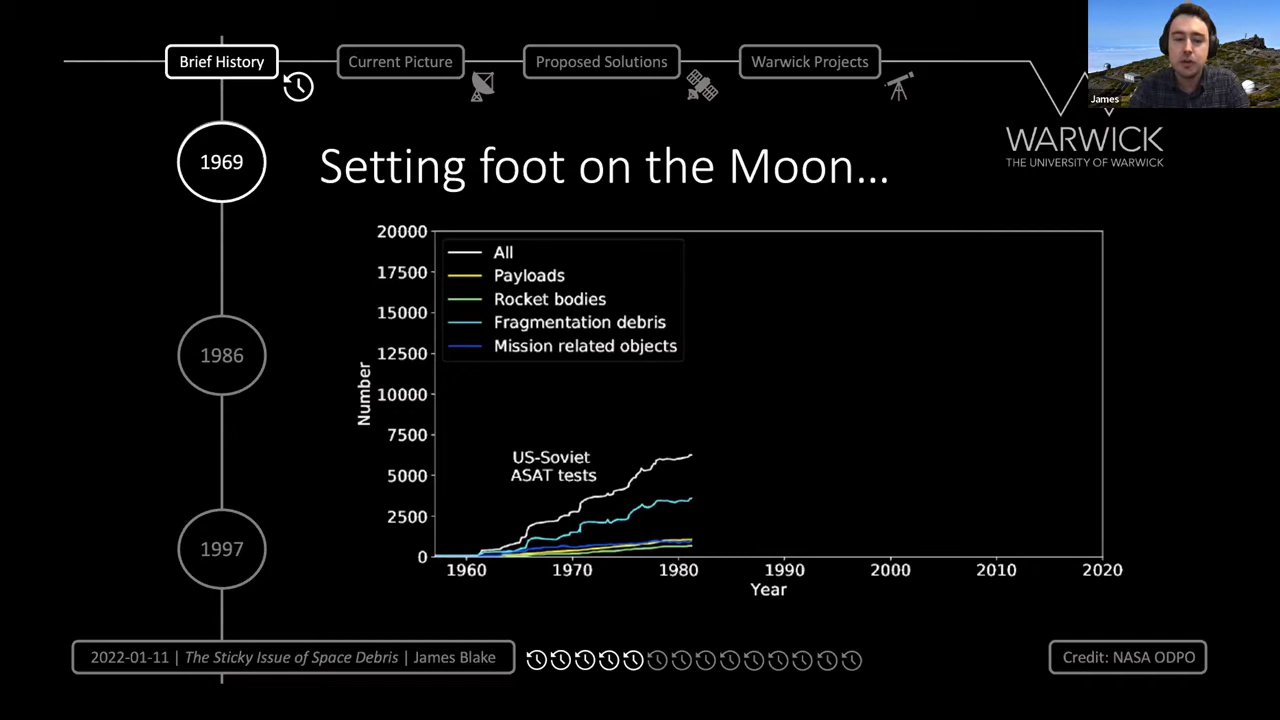 Brief History
Current Picture
Proposed Solutions
Warwick Projects
James
WARWICK
THE UNIVERSITY OF WARWICK
1969
1986
1997
Setting foot on the Moon...
20000
17500
15000
12500
10000
7500
5000
2500
0
Number
All
Payloads
Rocket bodies
Fragmentation debris
Mission related objects
US-Soviet
ASAT tests
1960 1970 1980 1990 2000 2010 2020
Year
2022-01-11 | The Sticky Issue of Space Debris | James Blake
Credit: NASA ODPO